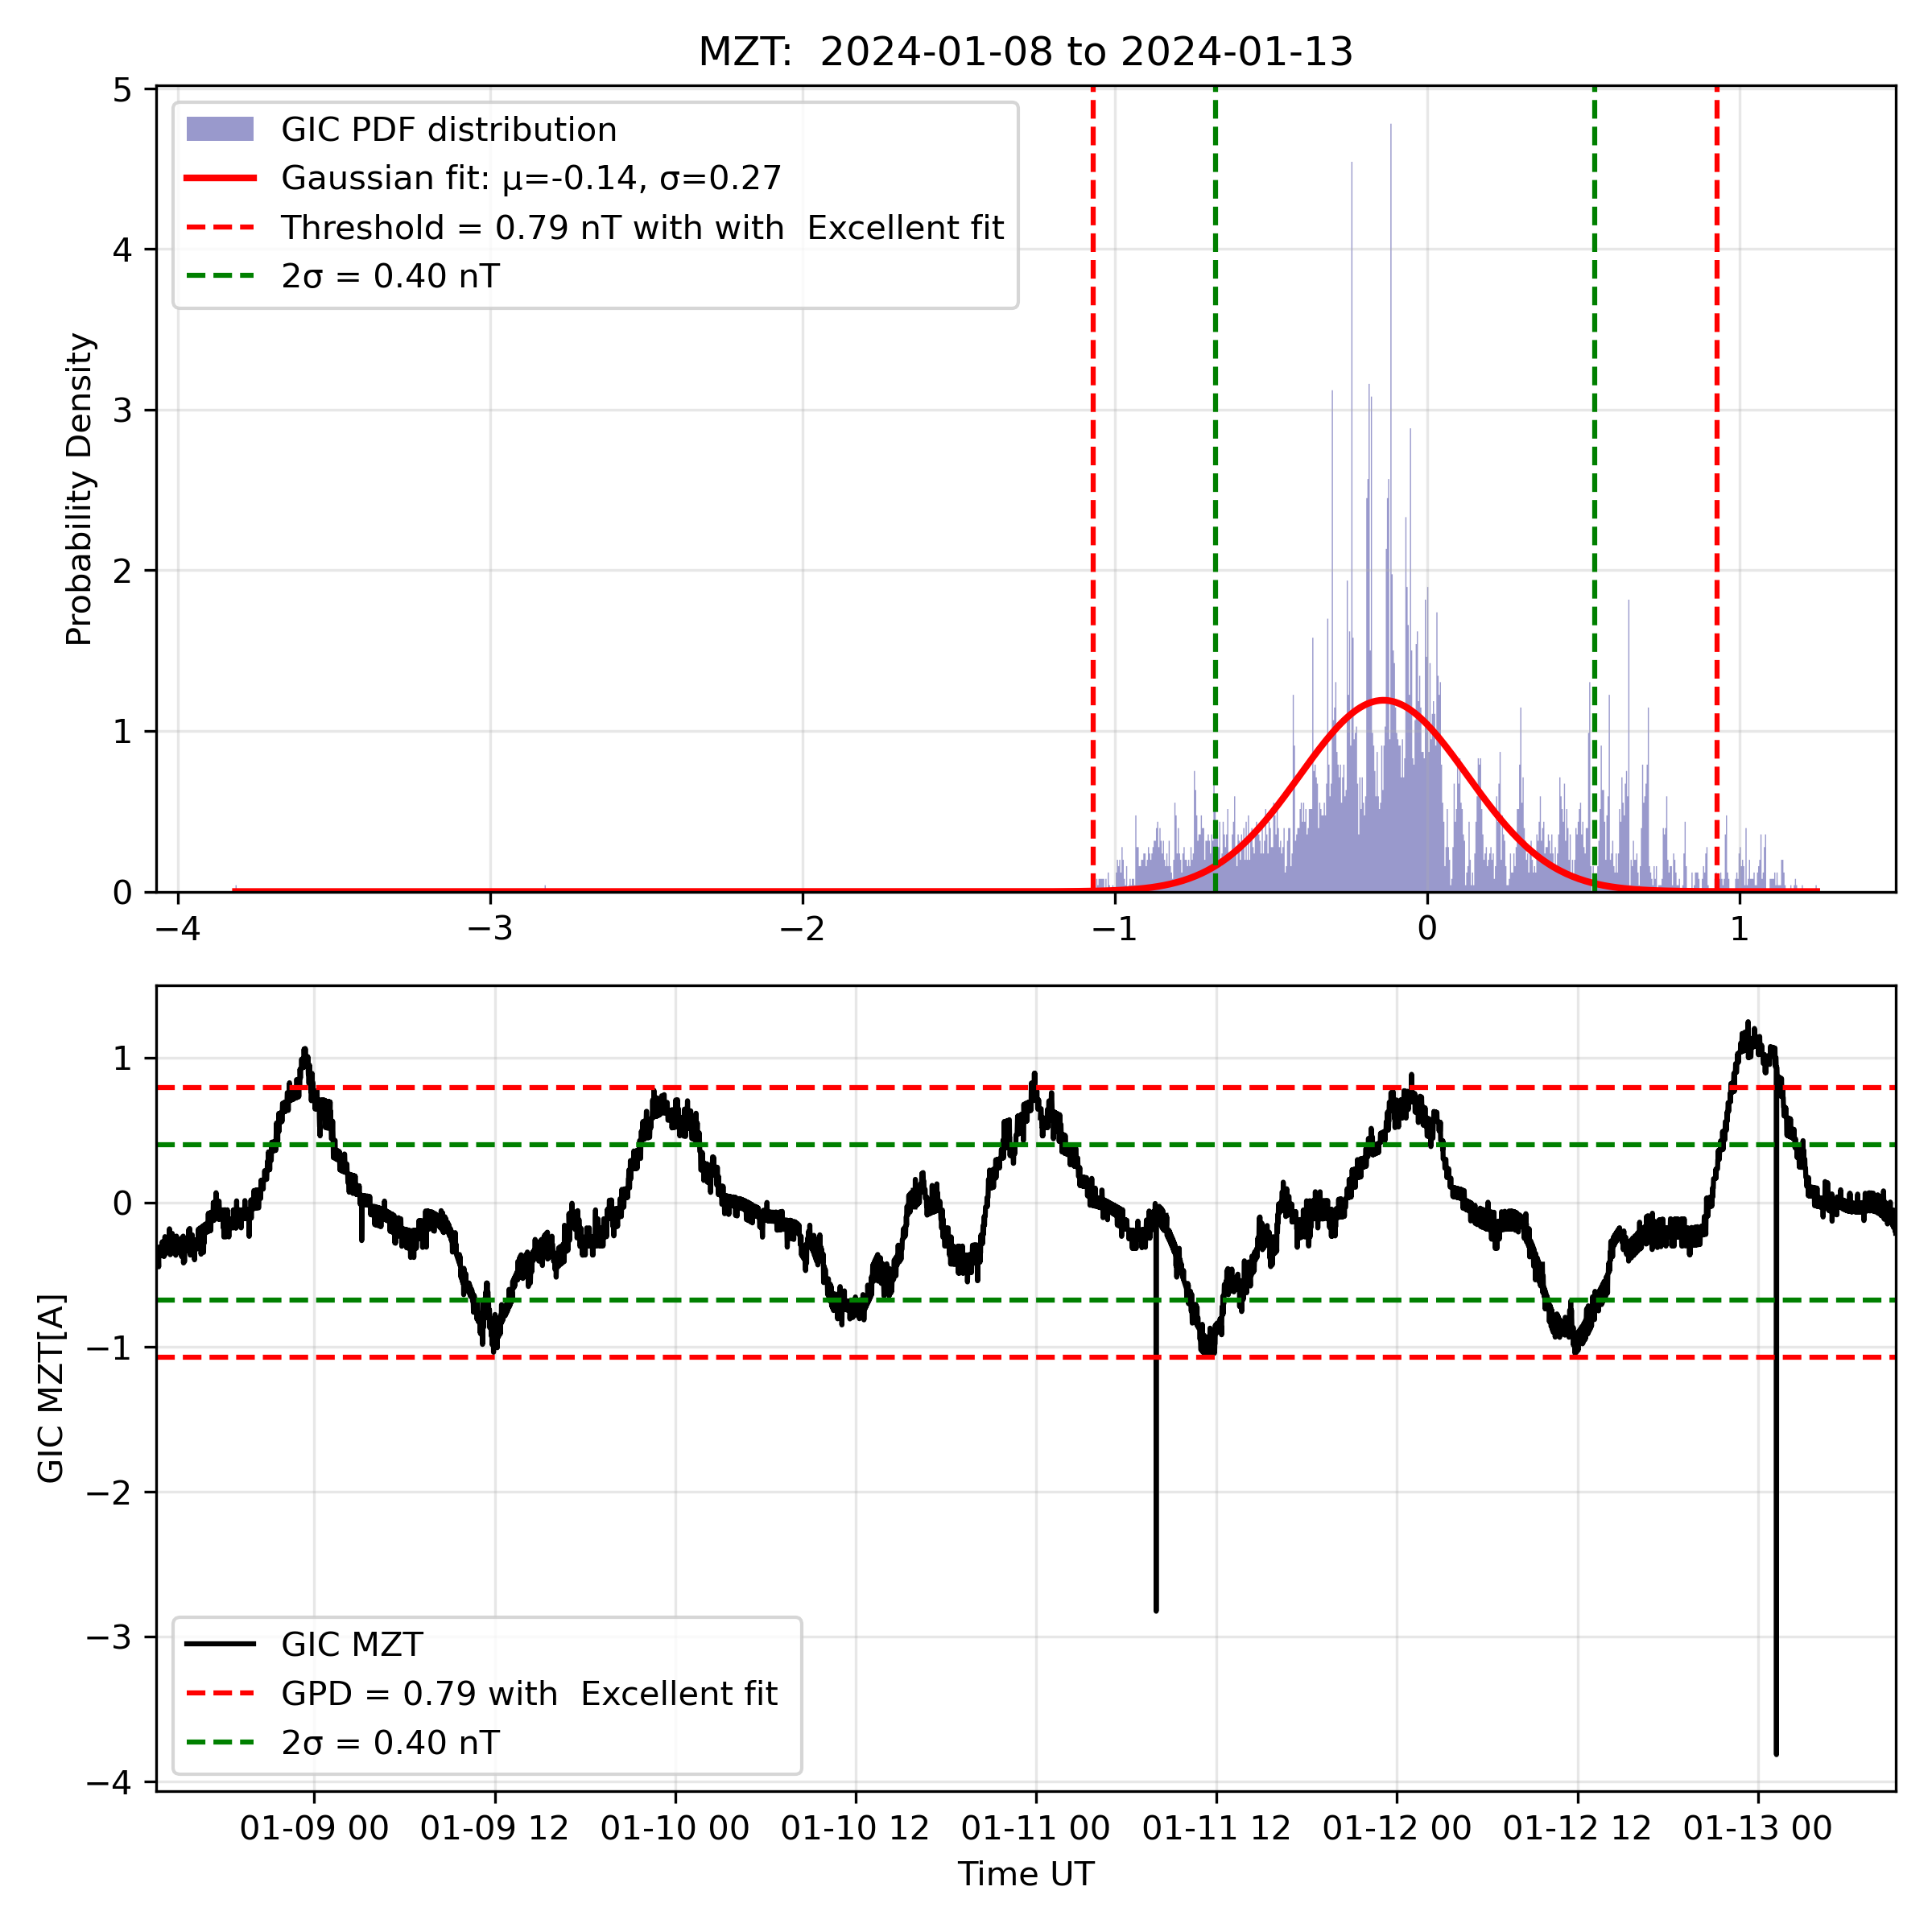 MZT:  2024-01-08 to 2024-01-13
5
4
3
2
1
0
Probability Density
GIC PDF distribution
Gaussian fit: μ=-0.14, σ=0.27
Threshold = 0.79 nT with with  Excellent fit
2σ = 0.40 nT
−4 −3 −2 −1 0 1
1
0
−1
−2
−3
−4
GIC MZT[A]
GIC MZT
GPD = 0.79 with  Excellent fit
2σ = 0.40 nT
01-09 00 01-09 12 01-10 00 01-10 12 01-11 00 01-11 12 01-12 00 01-12 12 01-13 00
Time UT